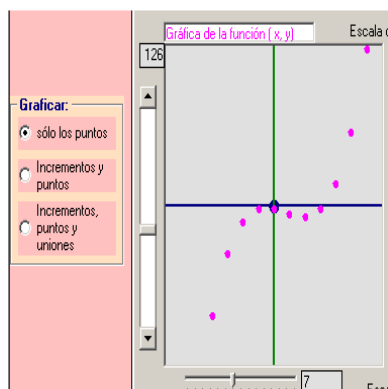 Gráfica de la función ( x, y)
Escala
126
Graficar:
sólo los puntos
Incrementos y
puntos
Incrementos,
puntos y
uniones
7